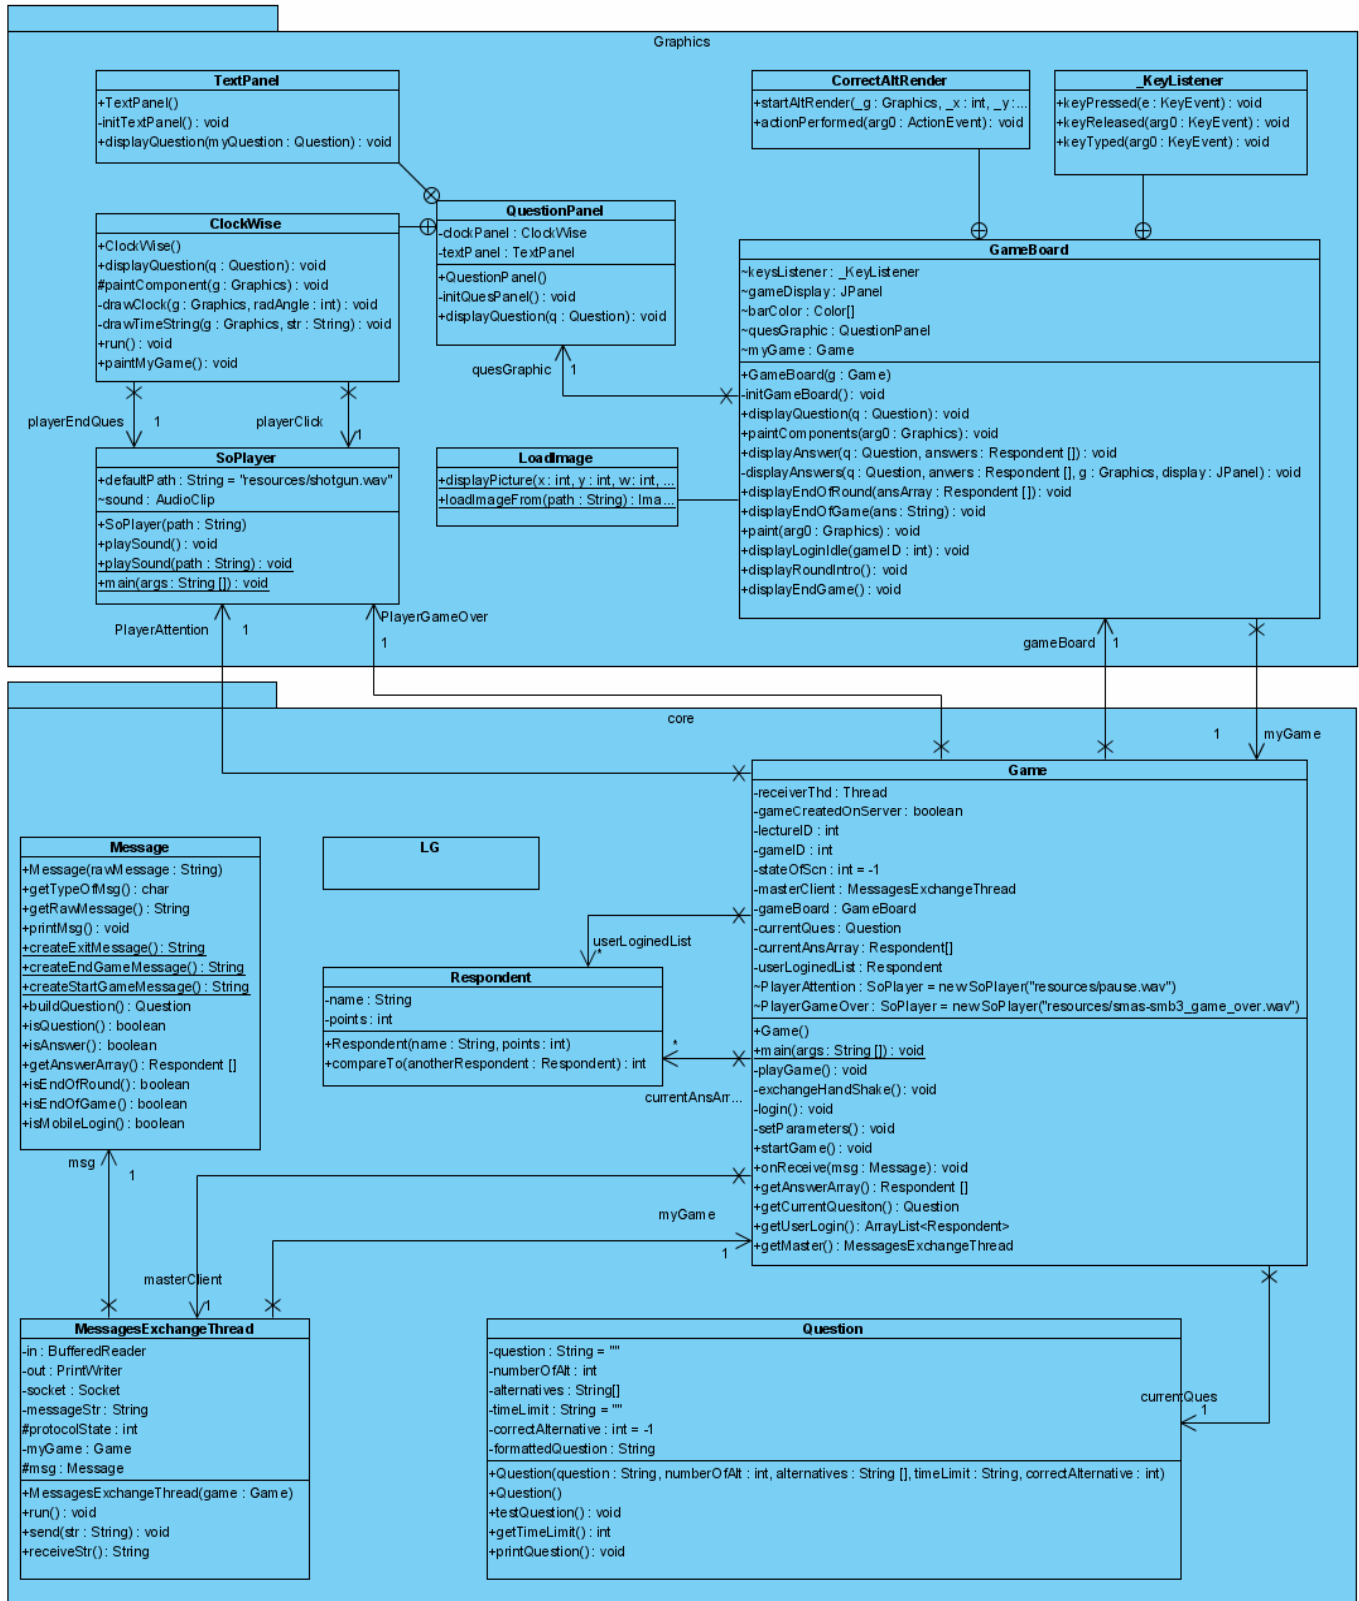 Graphics
TextPanel
+TextPanel()
-initTextPanel() : void
+displayQuestion(myQuestion : Question) : void
CorrectAltRender
+startAltRender(_g : Graphics, _x : int, _y :...
+actionPerformed(arg0 : ActionEvent) : void
_KeyListener
+keyPressed(e : KeyEvent) : void
+keyReleased(arg0 : KeyEvent) : void
+keyTyped(arg0 : KeyEvent) : void
ClockWise
+ClockWise()
+displayQuestion(q : Question) : void
#paintComponent(g : Graphics) : void
-drawClock(g : Graphics, radAngle : int) : void
-drawTimeString(g : Graphics, str : String) : void
+run() : void
+paintMyGame() : void
QuestionPanel
-clockPanel : ClockWise
-textPanel : TextPanel
+QuestionPanel()
-initQuesPanel() : void
+displayQuestion(q : Question) : void
GameBoard
~keysListener : _KeyListener
~gameDisplay : JPanel
~barColor : Color[]
~quesGraphic : QuestionPanel
~myGame : Game
+GameBoard(g : Game)
-initGameBoard() : void
+displayQuestion(q : Question) : void
+paintComponents(arg0 : Graphics) : void
+displayAnswer(q : Question, answers : Respondent []) : void
-displayAnswers(q : Question, anwers : Respondent [], g : Graphics, display : JPanel) : void
+displayEndOfRound(ansArray : Respondent []) : void
+displayEndOfGame(ans : String) : void
+paint(arg0 : Graphics) : void
+displayLoginIdle(gameID : int) : void
+displayRoundIntro() : void
+displayEndGame() : void
quesGraphic 1
playerEndQues 1
playerClick 1
SoPlayer
+defaultPath : String = "resources/shotgun.wav"
~sound : AudioClip
+SoPlayer(path : String)
+playSound() : void
+playSound(path : String) : void
+main(args : String []) : void
LoadImage
+displayPicture(x : int, y : int, w : int, ...
+loadImageFrom(path : String) : Ima...
PlayerAttention 1
PlayerGameOver
1
gameBoard 1
core
1 myGame
Game
-receiverThd : Thread
-gameCreatedOnServer : boolean
-lectureID : int
-gameID : int
-stateOfScn : int = -1
-masterClient : MessagesExchangeThread
-gameBoard : GameBoard
-currentQues : Question
-currentAnsArray : Respondent[]
-userLoginedList : Respondent
~PlayerAttention : SoPlayer = new SoPlayer("resources/pause.wav")
~PlayerGameOver : SoPlayer = new SoPlayer("resources/smas-smb3_game_over.wav")
+Game()
+main(args : String []) : void
-playGame() : void
-exchangeHandShake() : void
-login() : void
-setParameters() : void
+startGame() : void
+onReceive(msg : Message) : void
+getAnswerArray() : Respondent []
+getCurrentQuesiton() : Question
+getUserLogin() : ArrayList<Respondent>
+getMaster() : MessagesExchangeThread
Message
+Message(rawMessage : String)
+getTypeOfMsg() : char
+getRawMessage() : String
+printMsg() : void
+createExitMessage() : String
+createEndGameMessage() : String
+createStartGameMessage() : String
+buildQuestion() : Question
+isQuestion() : boolean
+isAnswer() : boolean
+getAnswerArray() : Respondent []
+isEndOfRound() : boolean
+isEndOfGame() : boolean
+isMobileLogin() : boolean
LG
userLoginedList
*
Respondent
-name : String
-points : int
+Respondent(name : String, points : int)
+compareTo(anotherRespondent : Respondent) : int
*
currentAnsArr...
msg
1
myGame
1
masterClient
1
MessagesExchangeThread
-in : BufferedReader
-out : PrintWriter
-socket : Socket
-messageStr : String
#protocolState : int
-myGame : Game
#msg : Message
+MessagesExchangeThread(game : Game)
+run() : void
+send(str : String) : void
+receiveStr() : String
Question
-question : String = ""
-numberOfAlt : int
-alternatives : String[]
-timeLimit : String = ""
-correctAlternative : int = -1
-formattedQuestion : String
+Question(question : String, numberOfAlt : int, alternatives : String [], timeLimit : String, correctAlternative : int)
+Question()
+testQuestion() : void
+getTimeLimit() : int
+printQuestion() : void
currentQues
1